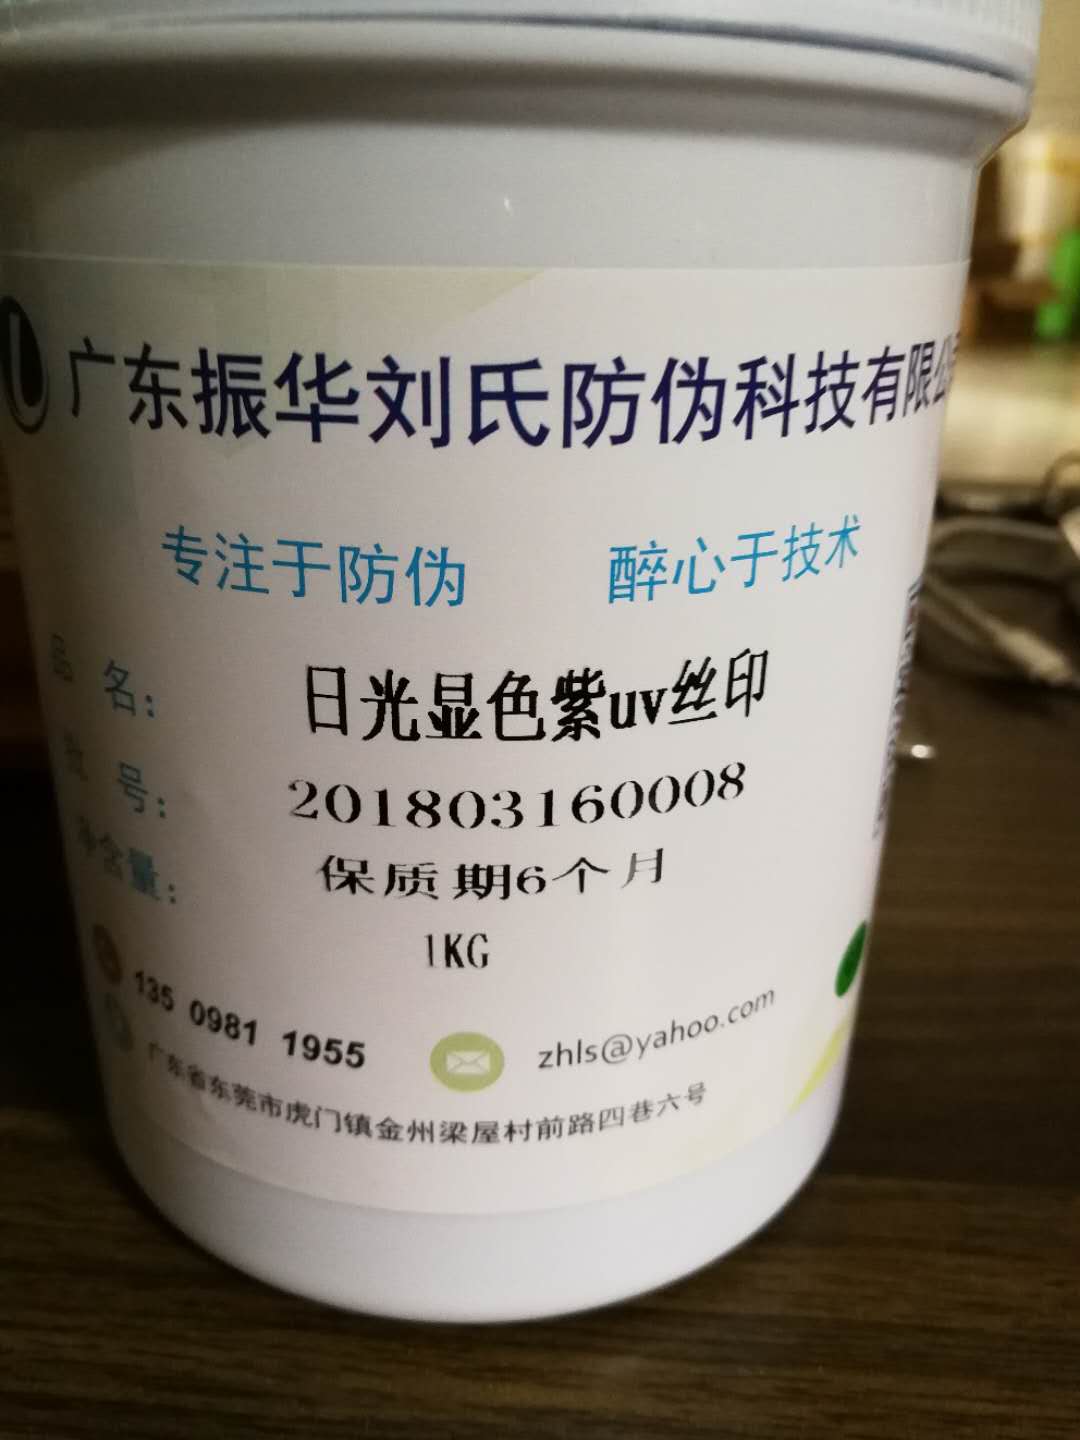 广东振华刘氏防伪科技有限公
专注于防伪 醉心于技术
名: 日光显色紫uv丝印
号: 201803160008
保质期6个月
净含量: 1KG
135 0981 1955
zhls@yahoo.com
广东省东莞市虎门镇金州梁屋村前路四巷六号